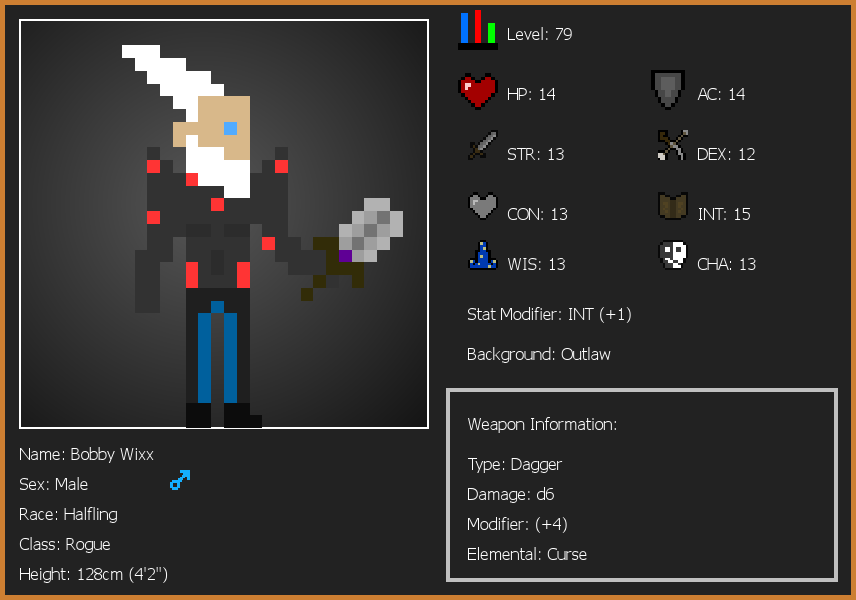 Level: 79
HP: 14
AC: 14
STR: 13
DEX: 12
CON: 13
INT: 15
WIS: 13
CHA: 13
Stat Modifier: INT (+1)
Background: Outlaw
Weapon Information:
Type: Dagger
Damage: d6
Modifier: (+4)
Elemental: Curse
Name: Bobby Wixx
Sex: Male
Race: Halfling
Class: Rogue
Height: 128cm (4'2")